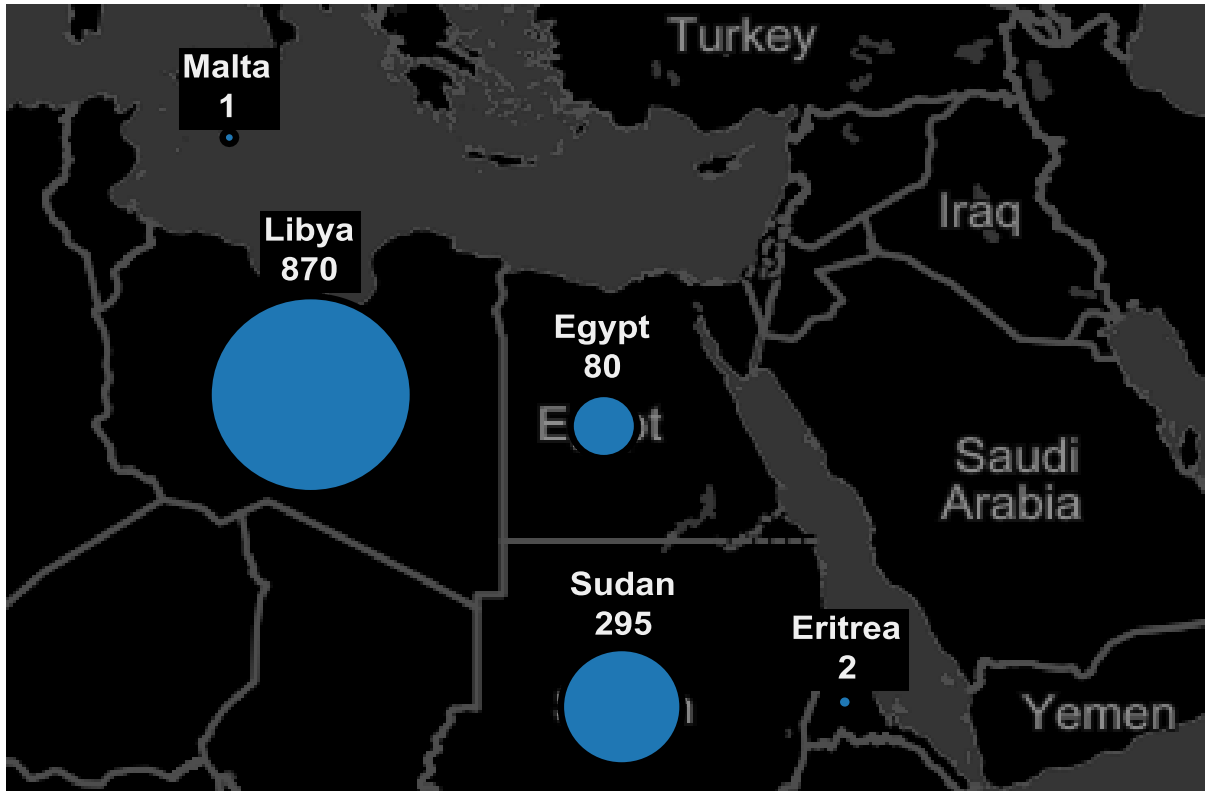 Turkey
Malta
1
Iraq
Libya
870
Egypt
80
Saudi
Arabia
Sudan
295
Eritrea
2
Yemen